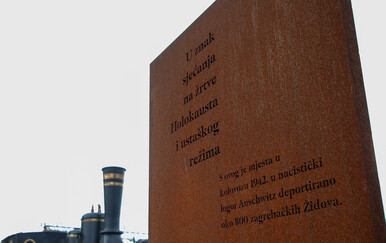 U znak
sjećanja
na žrtve
Holokausta
i ustaškog
režima
S ovog je mjesta u
kolovozu 1942. u nacistički
logor Auschwitz deportirano
oko 800 zagrebačkih Židova.